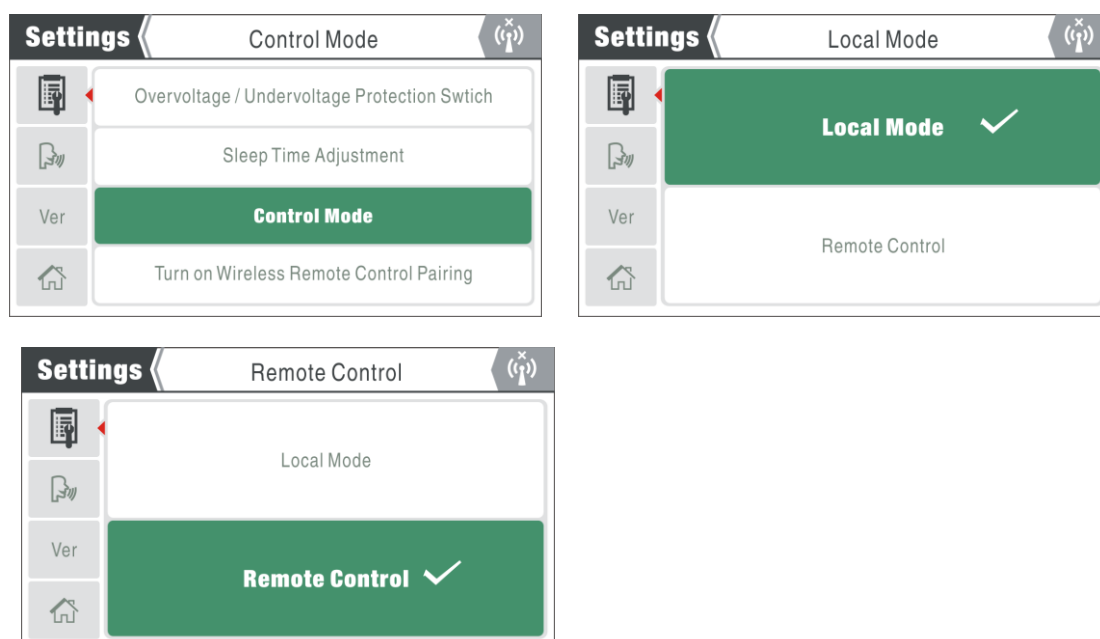 Settings Control Mode
Overvoltage / Undervoltage Protection Swtich
Sleep Time Adjustment
Ver Control Mode
Turn on Wireless Remote Control Pairing
Settings Local Mode
Local Mode
Ver
Remote Control
Settings Remote Control
Local Mode
Ver
Remote Control